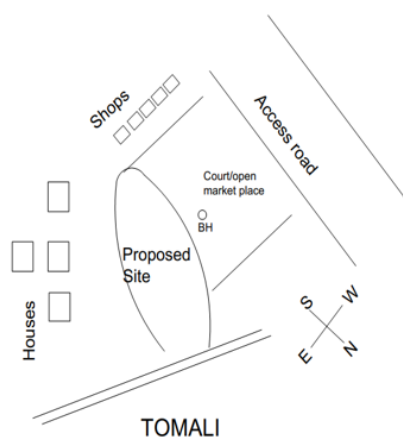 Shops
Access road
Court/open
market place
BH
Proposed
Site
Houses
S
W
E
N
TOMALI